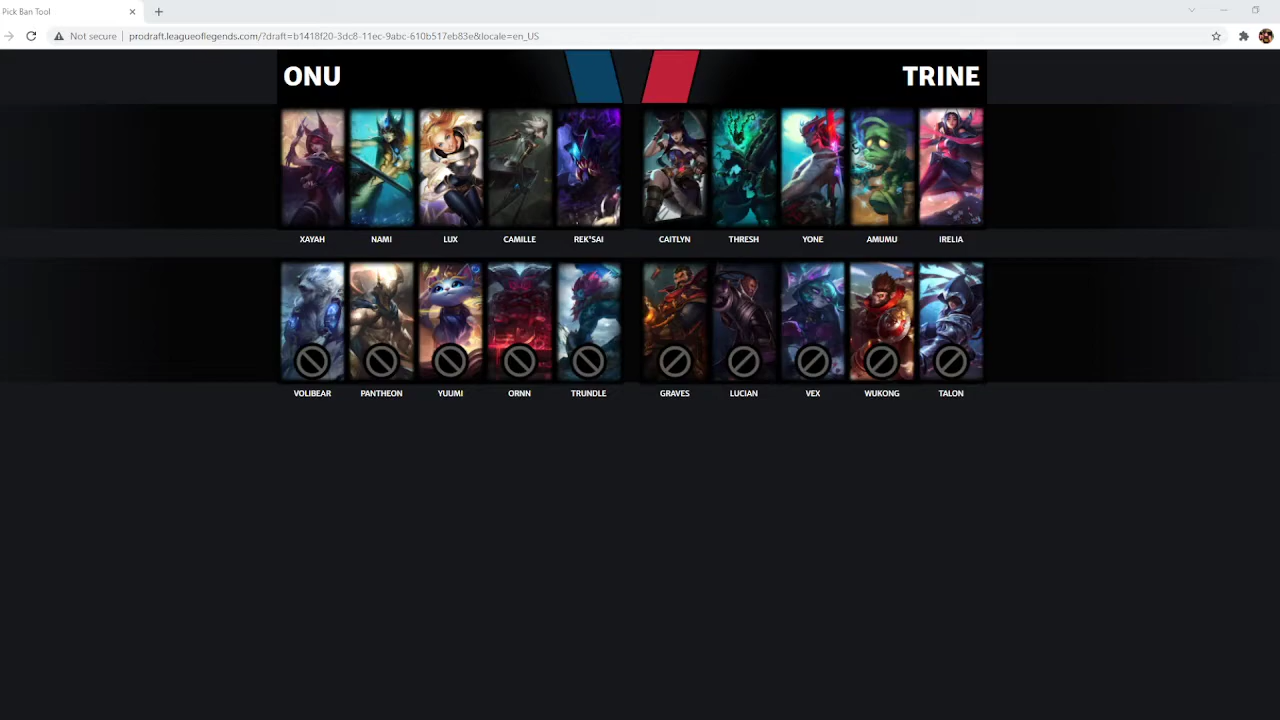 Pick Ban Tool
Not secure prodraft.leagueoflegends.com/?draft=b1418f20-3dc8-11ec-9abc-610b517eb83e&locale=en_US
ONU TRINE
XAYAH NAMI LUX CAMILLE REK'SAI CAITLYN THRESH YONE AMUMU IRELIA
VOLIBEAR PANTHEON YUUMI ORNN TRUNDLE GRAVES LUCIAN VEX WUKONG TALON